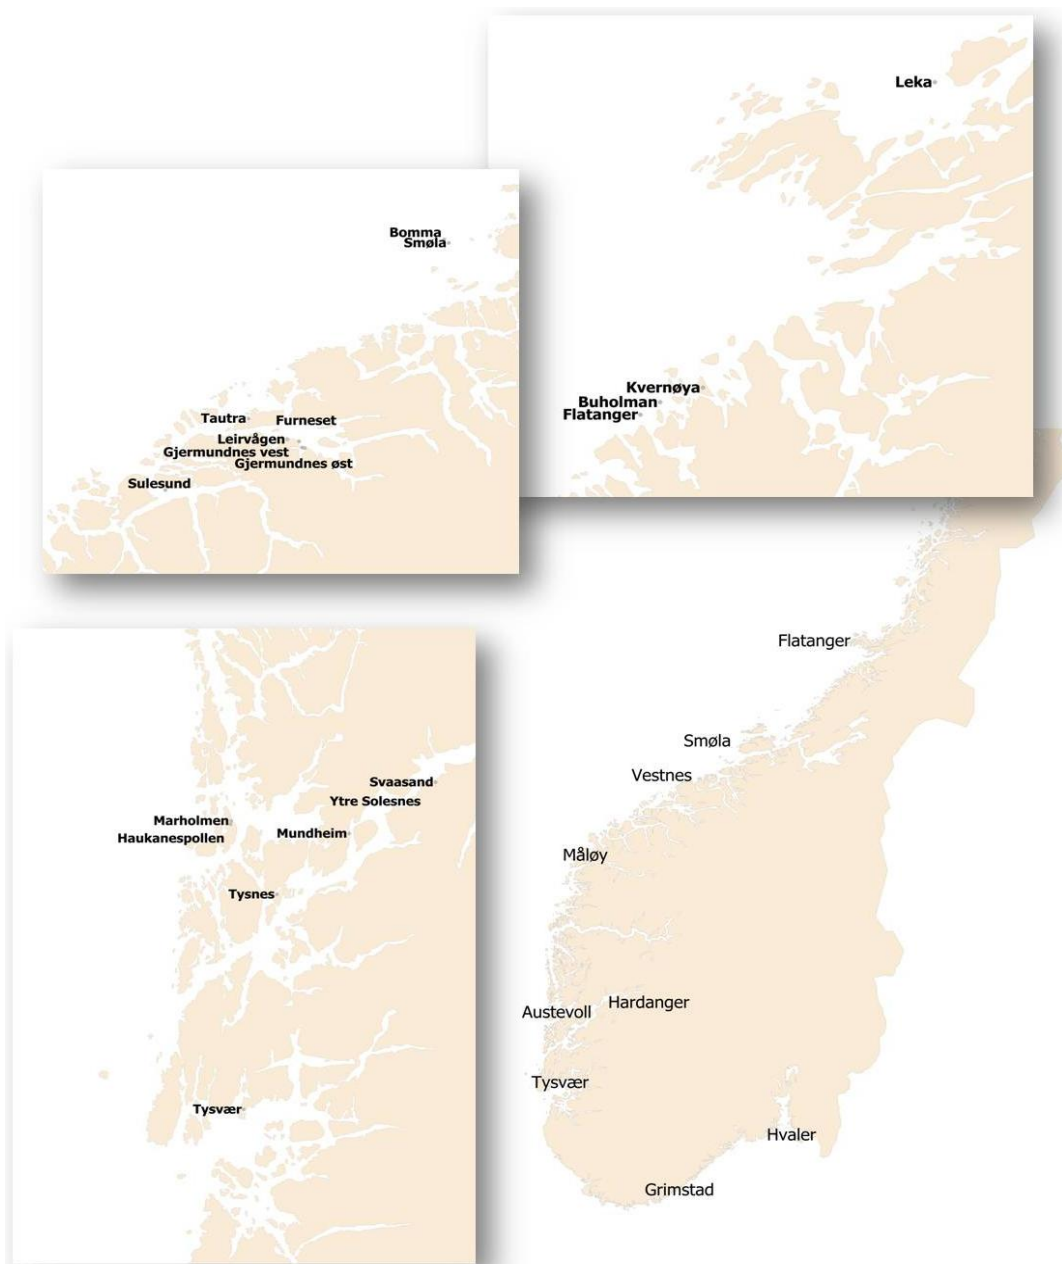 Leka
Kvernøya
Buholman
Flatanger
Bomma
Smøla
Tautra
Furneset
Leirvågen
Gjermundnes vest
Gjermundnes øst
Sulesund
Svaasand
Ytre Solesnes
Marholmen
Haukanespollen
Mundheim
Tysnes
Tysvær
Flatanger
Smøla
Vestnes
Måløy
Hardanger
Austevoll
Tysvær
Hvaler
Grimstad